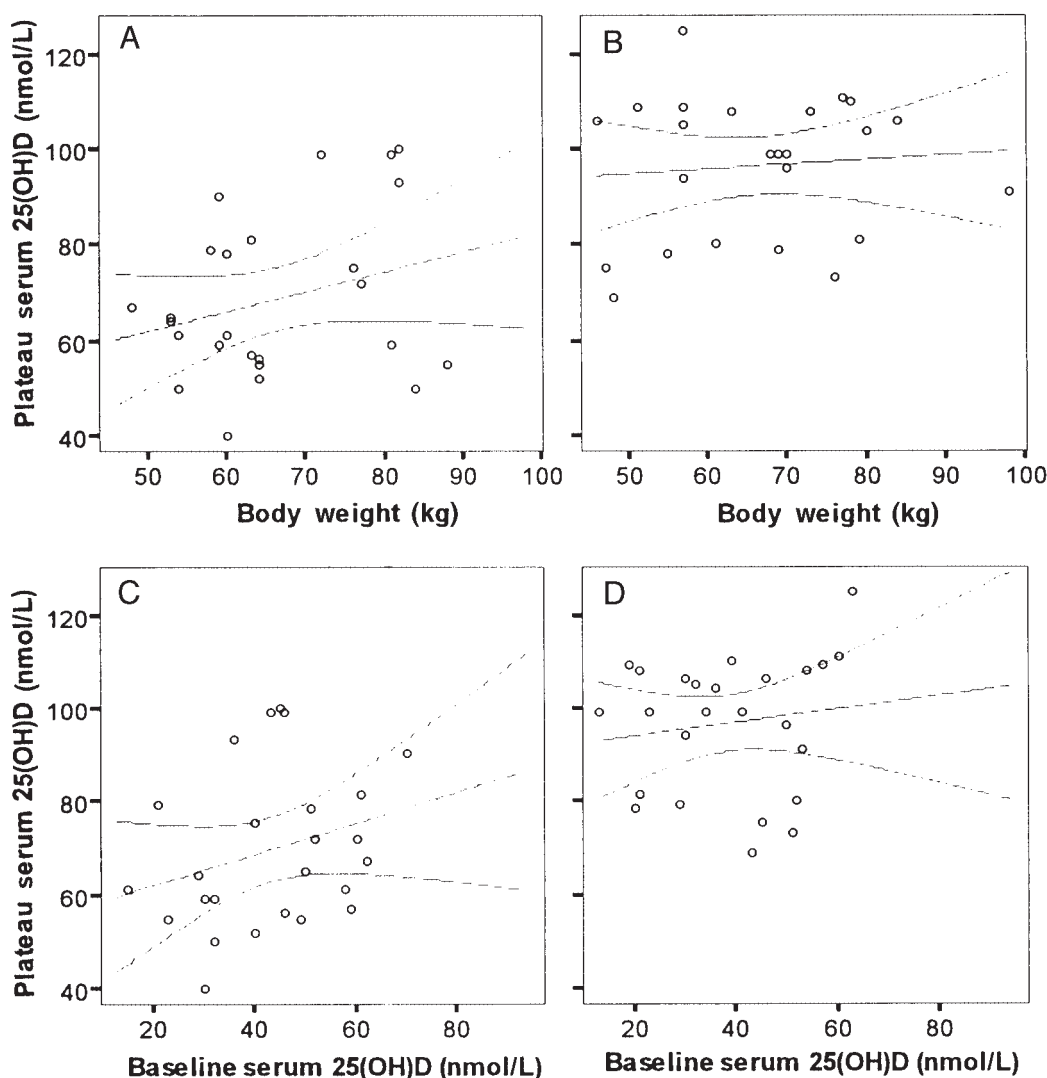 A
B
Plateau serum 25(OH)D (nmol/L)
120
100
80
60
40
50 60 70 80 90 100
50 60 70 80 90 100
Body weight (kg)
Body weight (kg)
C
D
Plateau serum 25(OH)D (nmol/L)
120
100
80
60
40
20 40 60 80
20 40 60 80
Baseline serum 25(OH)D (nmol/L)
Baseline serum 25(OH)D (nmol/L)